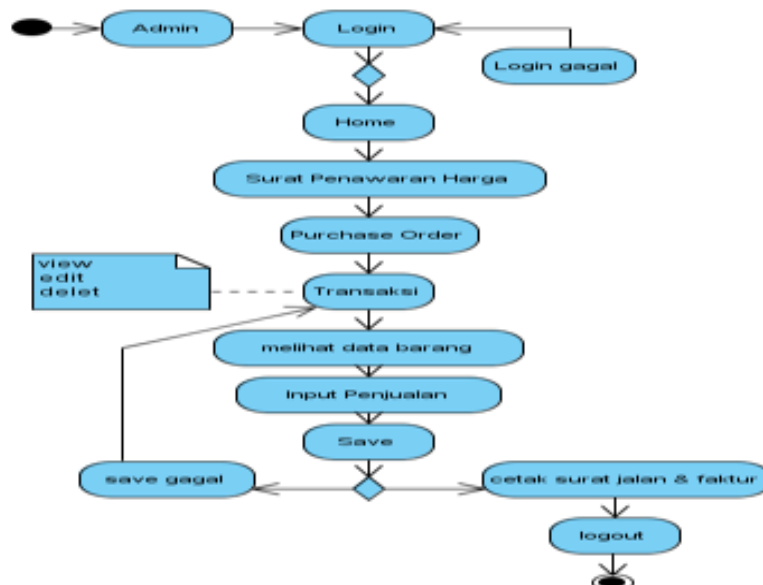 Admin
Login
Login gagal
Home
Surat Penawaran Harga
Purchase Order
view
edit
delet
Transaksi
melihat data barang
Input Penjualan
Save
save gagal
cetak surat jalan & faktur
logout